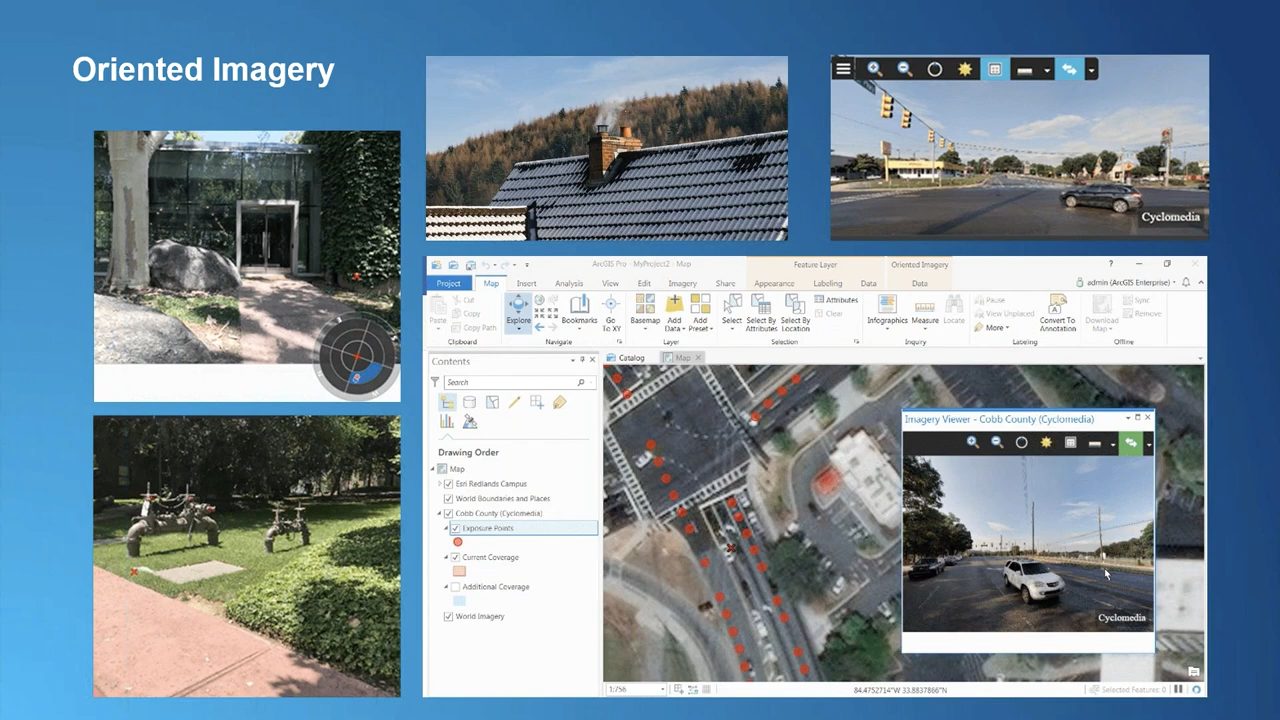 Oriented Imagery
Cyclomedia
ArcGIS Pro - MyProject2 - Map
Feature Layer
Oriented Imagery
Project
Map
Insert
Analysis
View
Edit
Imagery
Share
Appearance
Labeling
Data
Data
admin (ArcGIS Enterprise)
Paste
Cut
Copy
Copy Path
Explore
Bookmarks
Go To XY
Basemap
Add Data
Add Preset
Select
Select By Attributes
Select By Location
Attributes
Clear
Infographics
Measure
Locate
Pause
View Unplaced
More
Convert To Annotation
Download Map
Sync
Remove
Clipboard
Navigate
Layer
Selection
Inquiry
Labeling
Offline
Contents
Search
Drawing Order
Map
Esri Redlands Campus
World Boundaries and Places
Cobb County (Cyclomedia)
Exposure Points
Current Coverage
Additional Coverage
World Imagery
Catalog
Map
Imagery Viewer - Cobb County (Cyclomedia)
Cyclomedia
1:756
84.4752714°W 33.8837866°N
Selected Features: 0